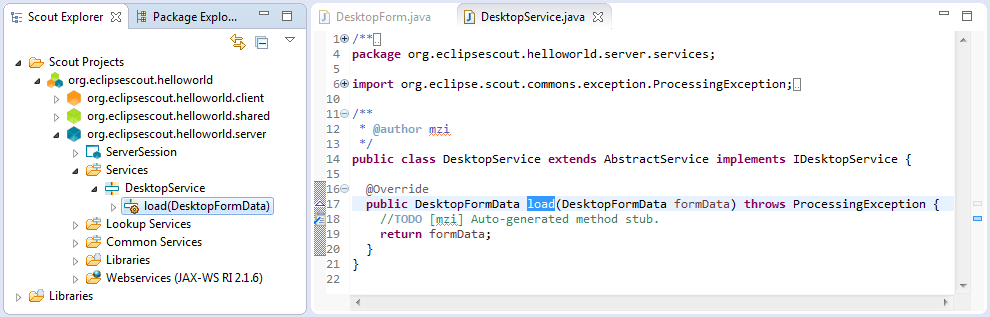 Scout Explorer
Package Explo...
Scout Projects
org.eclipsescout.helloworld
org.eclipsescout.helloworld.client
org.eclipsescout.helloworld.shared
org.eclipsescout.helloworld.server
ServerSession
Services
DesktopService
load(DesktopFormData)
Lookup Services
Common Services
Libraries
Webservices (JAX-WS RI 2.1.6)
Libraries
DesktopForm.java
DesktopService.java
1 /**
4 package org.eclipsescout.helloworld.server.services;
5
6 import org.eclipse.scout.commons.exception.ProcessingException;
10
11 /**
12 * @author mzi
13 */
14 public class DesktopService extends AbstractService implements IDesktopService {
15
16 @Override
17 public DesktopFormData load(DesktopFormData formData) throws ProcessingException {
18 //TODO [mzi] Auto-generated method stub.
19 return formData;
20 }
21 }
22